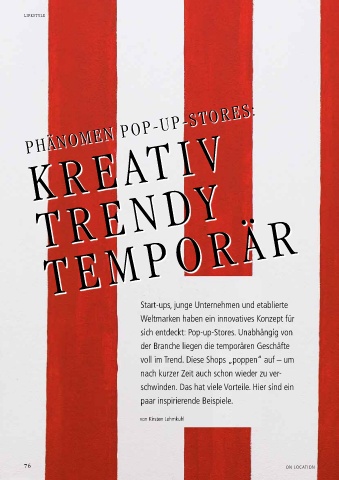 LIFESTYLE
PHÄNOMEN POP-UP-STORES:
KREATIV
TRENDY
TEMPORÄR
Start-ups, junge Unternehmen und etablierte
Weltmarken haben ein innovatives Konzept für
sich entdeckt: Pop-up-Stores. Unabhängig von
der Branche liegen die temporären Geschäfte
voll im Trend. Diese Shops „poppen“ auf – um
nach kurzer Zeit auch schon wieder zu ver-
schwinden. Das hat viele Vorteile. Hier sind ein
paar inspirierende Beispiele.
von Kirsten Lehmkuhl
76
ON LOCATION